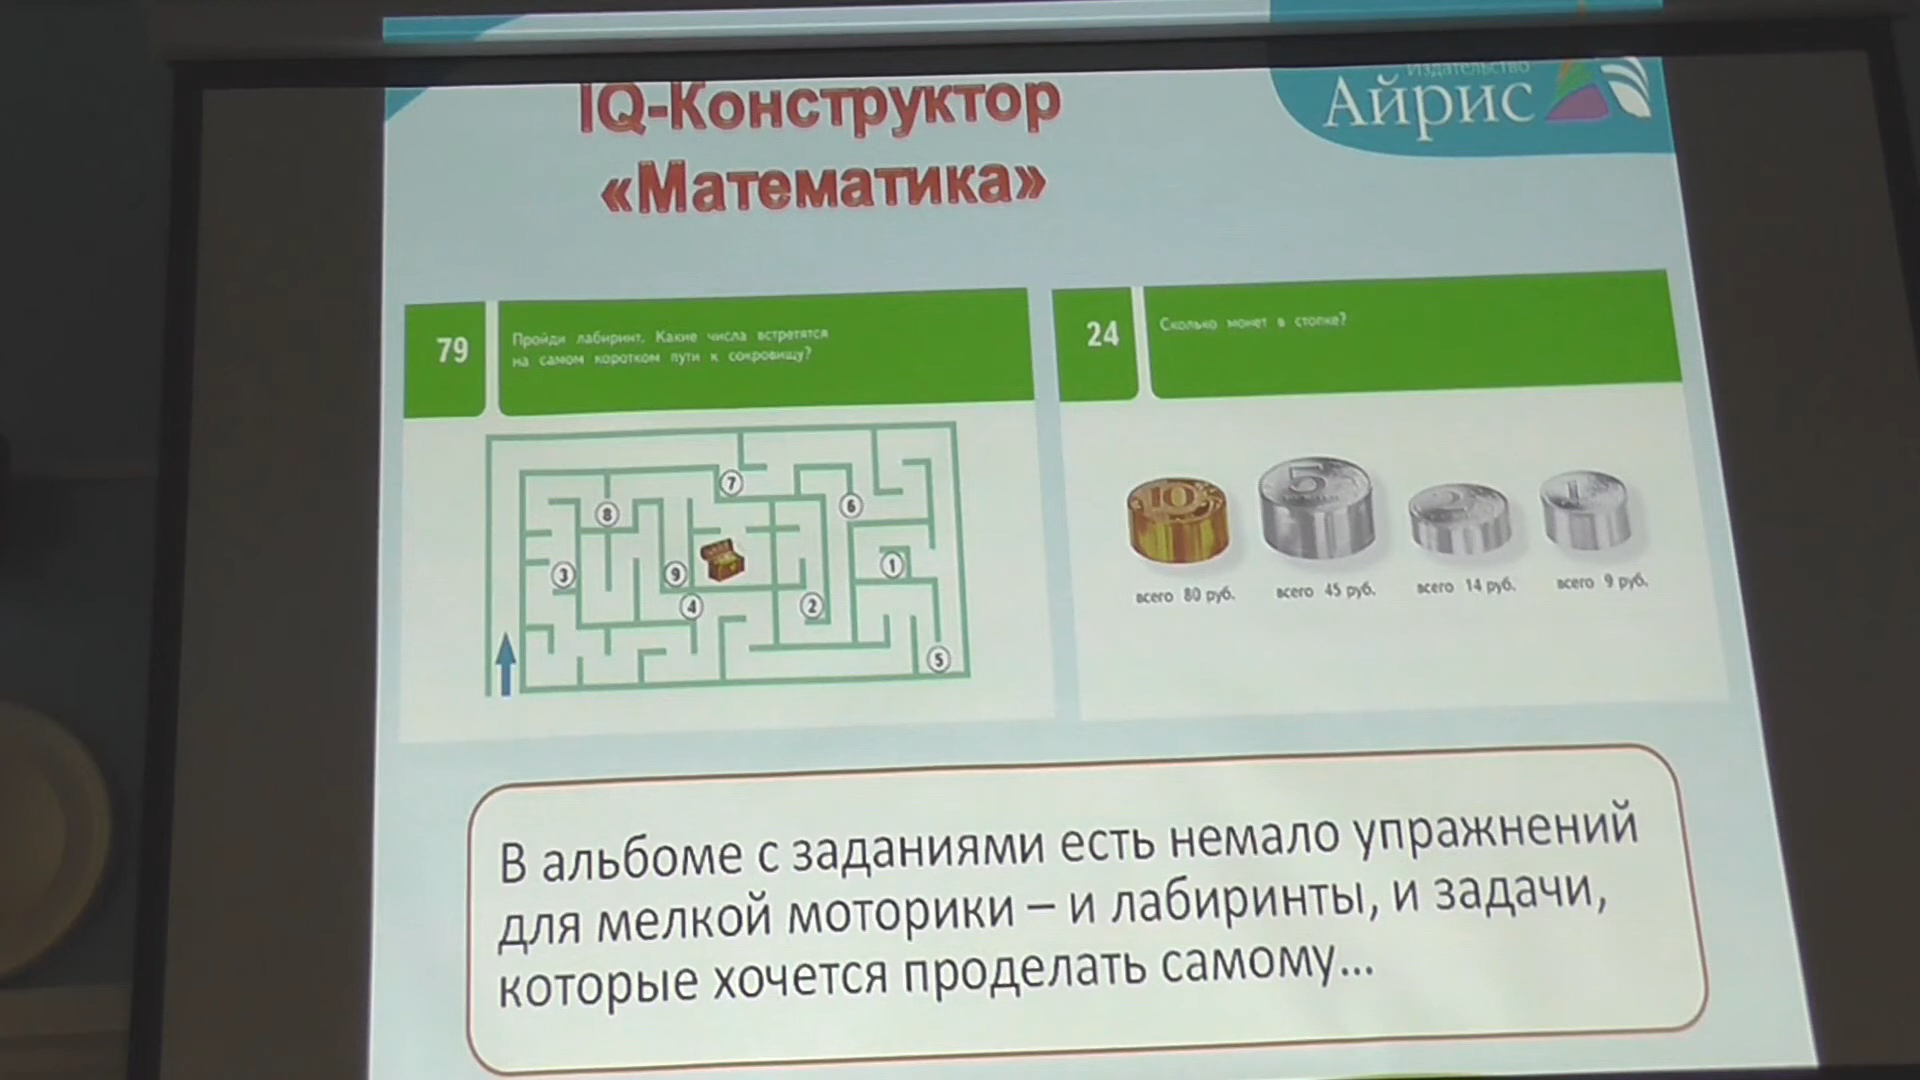 IQ-Конструктор
«Математика»
Издательство
Айрис
79
Пройди лабиринт. Какие числа встретятся
на самом коротком пути к сокровищу?
7
8
6
3
9
1
4
2
5
24
Сколько монет в стопке?
10
5
2
1
всего 80 руб.
всего 45 руб.
всего 14 руб.
всего 9 руб.
В альбоме с заданиями есть немало упражнений
для мелкой моторики – и лабиринты, и задачи,
которые хочется проделать самому...